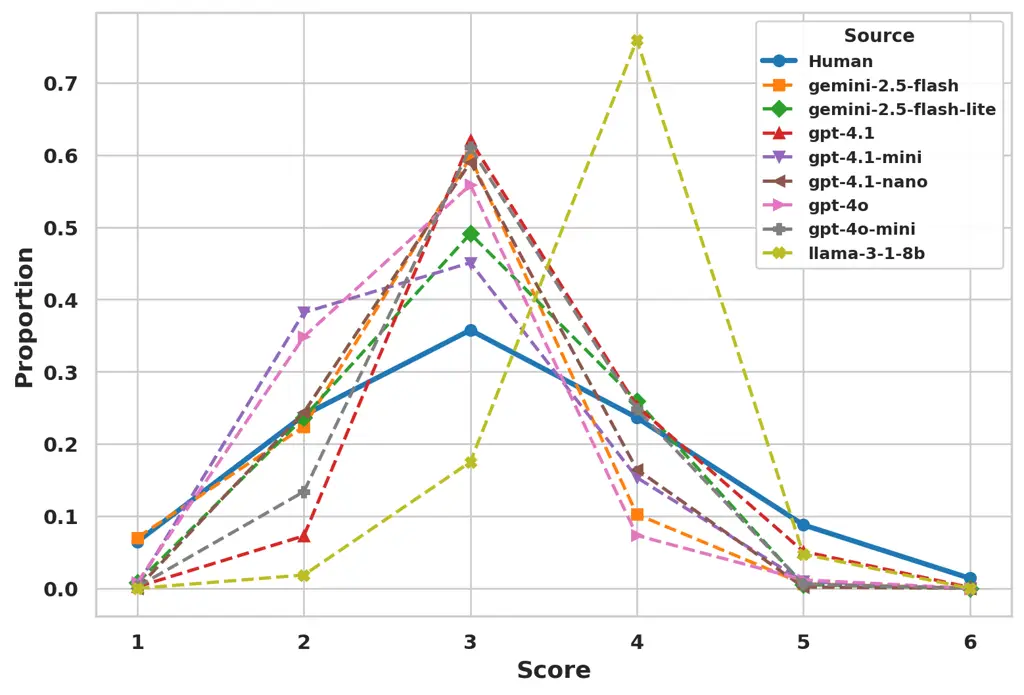 Proportion
0.7
0.6
0.5
0.4
0.3
0.2
0.1
0.0
1 2 3 4 5 6
Score
Source
Human
gemini-2.5-flash
gemini-2.5-flash-lite
gpt-4.1
gpt-4.1-mini
gpt-4.1-nano
gpt-4o
gpt-4o-mini
llama-3-1-8b